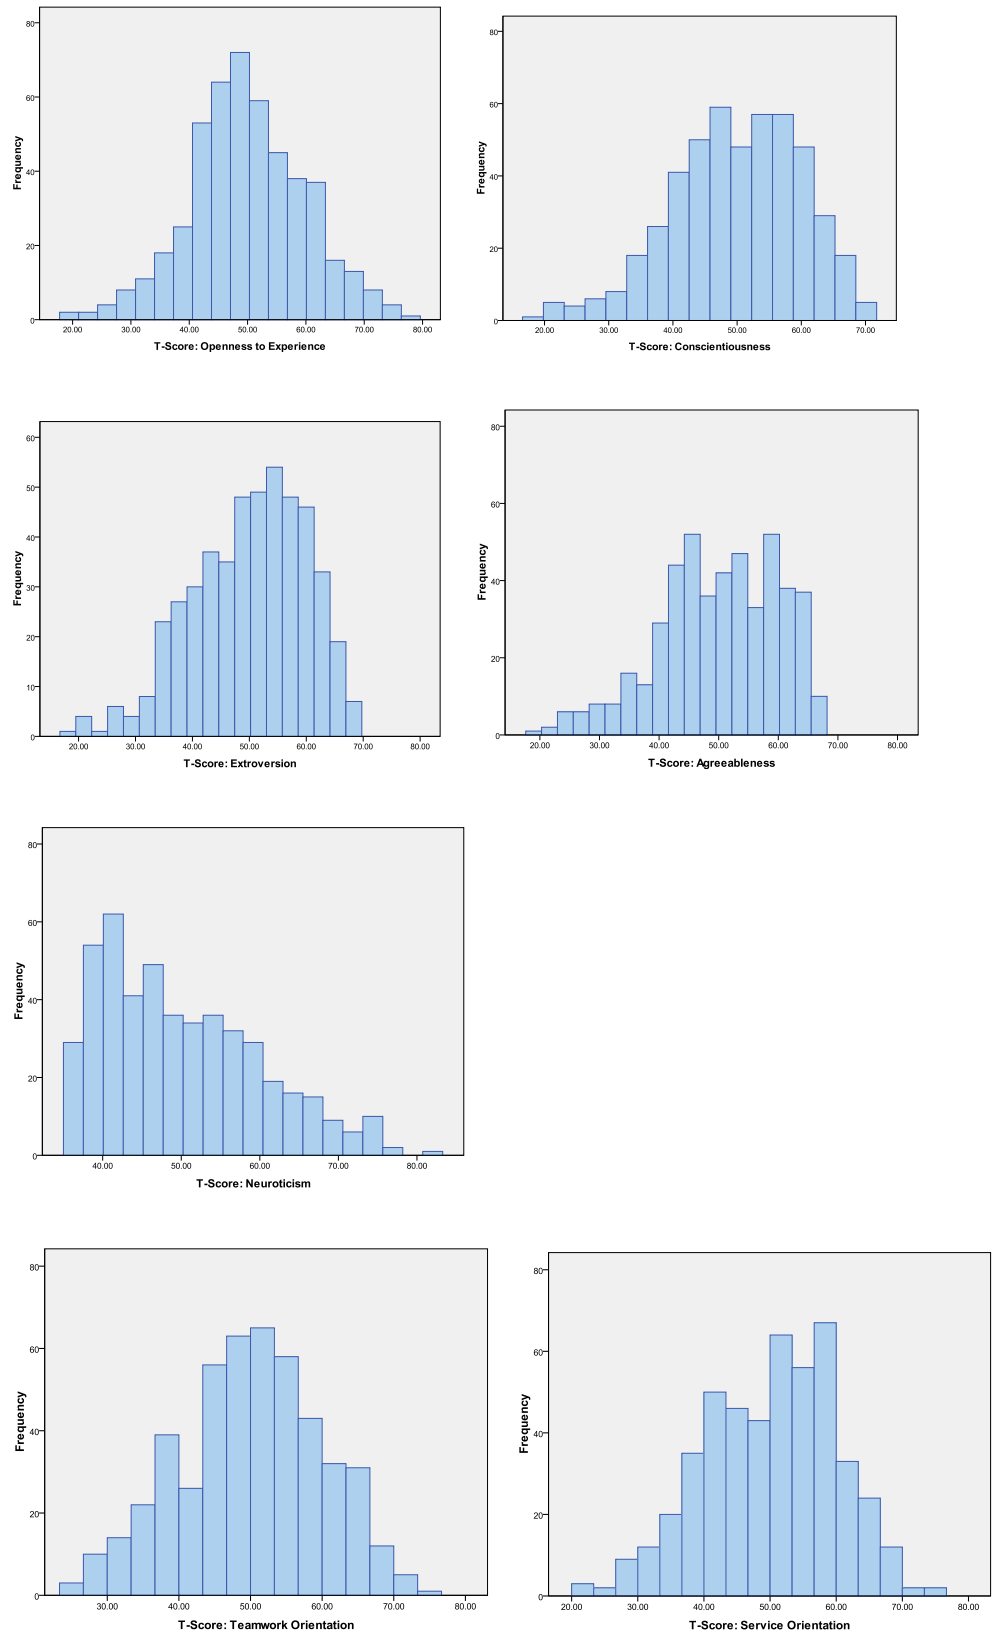 80
60
40
20
0
Frequency
20.00 30.00 40.00 50.00 60.00 70.00 80.00
T-Score: Openness to Experience
80
60
40
20
0
Frequency
20.00 30.00 40.00 50.00 60.00 70.00
T-Score: Conscientiousness
60
50
40
30
20
10
0
Frequency
20.00 30.00 40.00 50.00 60.00 70.00 80.00
T-Score: Extroversion
80
60
40
20
0
Frequency
20.00 30.00 40.00 50.00 60.00 70.00 80.00
T-Score: Agreeableness
80
60
40
20
0
Frequency
40.00 50.00 60.00 70.00 80.00
T-Score: Neuroticism
80
60
40
20
0
Frequency
30.00 40.00 50.00 60.00 70.00 80.00
T-Score: Teamwork Orientation
80
60
40
20
0
Frequency
20.00 30.00 40.00 50.00 60.00 70.00 80.00
T-Score: Service Orientation